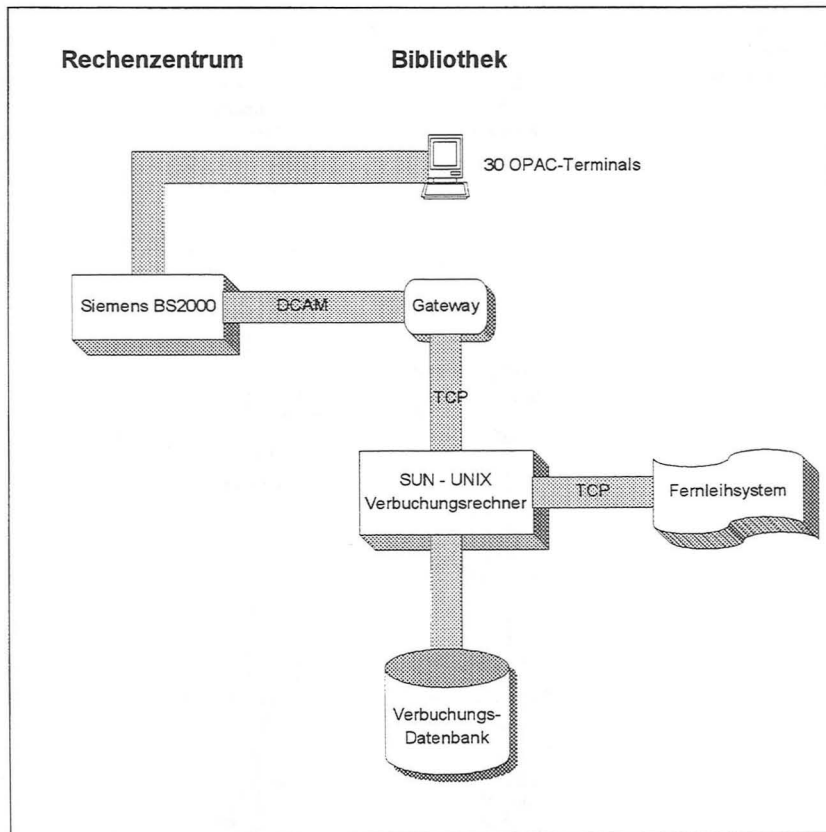 Rechenzentrum
Bibliothek
30 OPAC-Terminals
Siemens BS2000
DCAM
Gateway
TCP
SUN - UNIX
Verbuchungsrechner
TCP
Fernleihsystem
Verbuchungs-
Datenbank